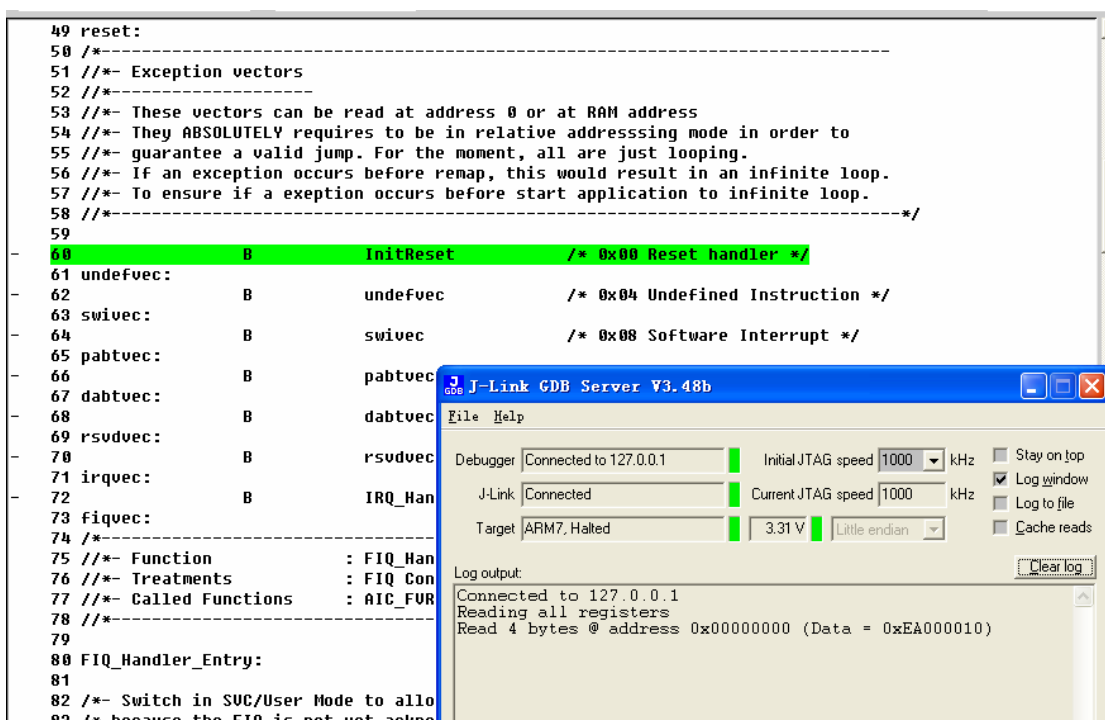 49 reset:
50 /*------------------------------------------------------------------------------
51 //*- Exception vectors
52 //*--------------------
53 //*- These vectors can be read at address 0 or at RAM address
54 //*- They ABSOLUTELY requires to be in relative addresssing mode in order to
55 //*- guarantee a valid jump. For the moment, all are just looping.
56 //*- If an exception occurs before remap, this would result in an infinite loop.
57 //*- To ensure if a exeption occurs before start application to infinite loop.
58 //*------------------------------------------------------------------------------*/
59
- 60 B InitReset /* 0x00 Reset handler */
61 undefvec:
- 62 B undefvec /* 0x04 Undefined Instruction */
63 swivec:
- 64 B swivec /* 0x08 Software Interrupt */
65 pabtvec:
- 66 B pabtvec
67 dabtvec:
- 68 B dabtvec
69 rsvdvec:
- 70 B rsvdvec
71 irqvec:
- 72 B IRQ_Han
73 fiqvec:
74 /*---------------------------------
75 //*- Function : FIQ_Han
76 //*- Treatments : FIQ Con
77 //*- Called Functions : AIC_FVR
78 //*--------------------------------
79
80 FIQ_Handler_Entry:
81
82 /*- Switch in SVC/User Mode to allo
J GDB
J-Link GDB Server V3.48b
File Help
Debugger Connected to 127.0.0.1 Initial JTAG speed 1000 kHz Stay on top
J-Link Connected Current JTAG speed 1000 kHz Log window
Target ARM7, Halted 3.31 V Little endian Log to file
Cache reads
Log output: Clear log
Connected to 127.0.0.1
Reading all registers
Read 4 bytes @ address 0x00000000 (Data = 0xEA000010)